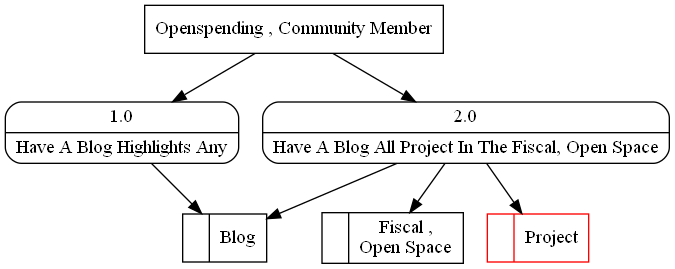 Openspending , Community Member
1.0
Have A Blog Highlights Any
2.0
Have A Blog All Project In The Fiscal, Open Space
Blog
Fiscal ,
Open Space
Project